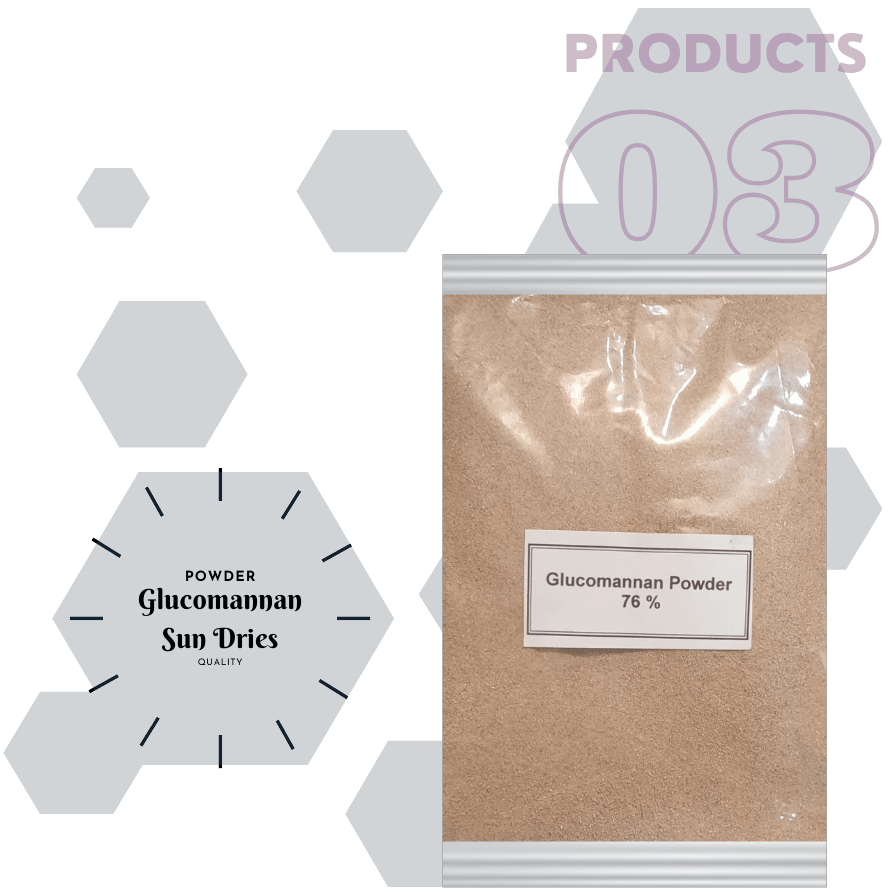 PRODUCTS
03
POWDER
Glucomannan
Sun Dries
QUALITY
Glucomannan Powder
76 %